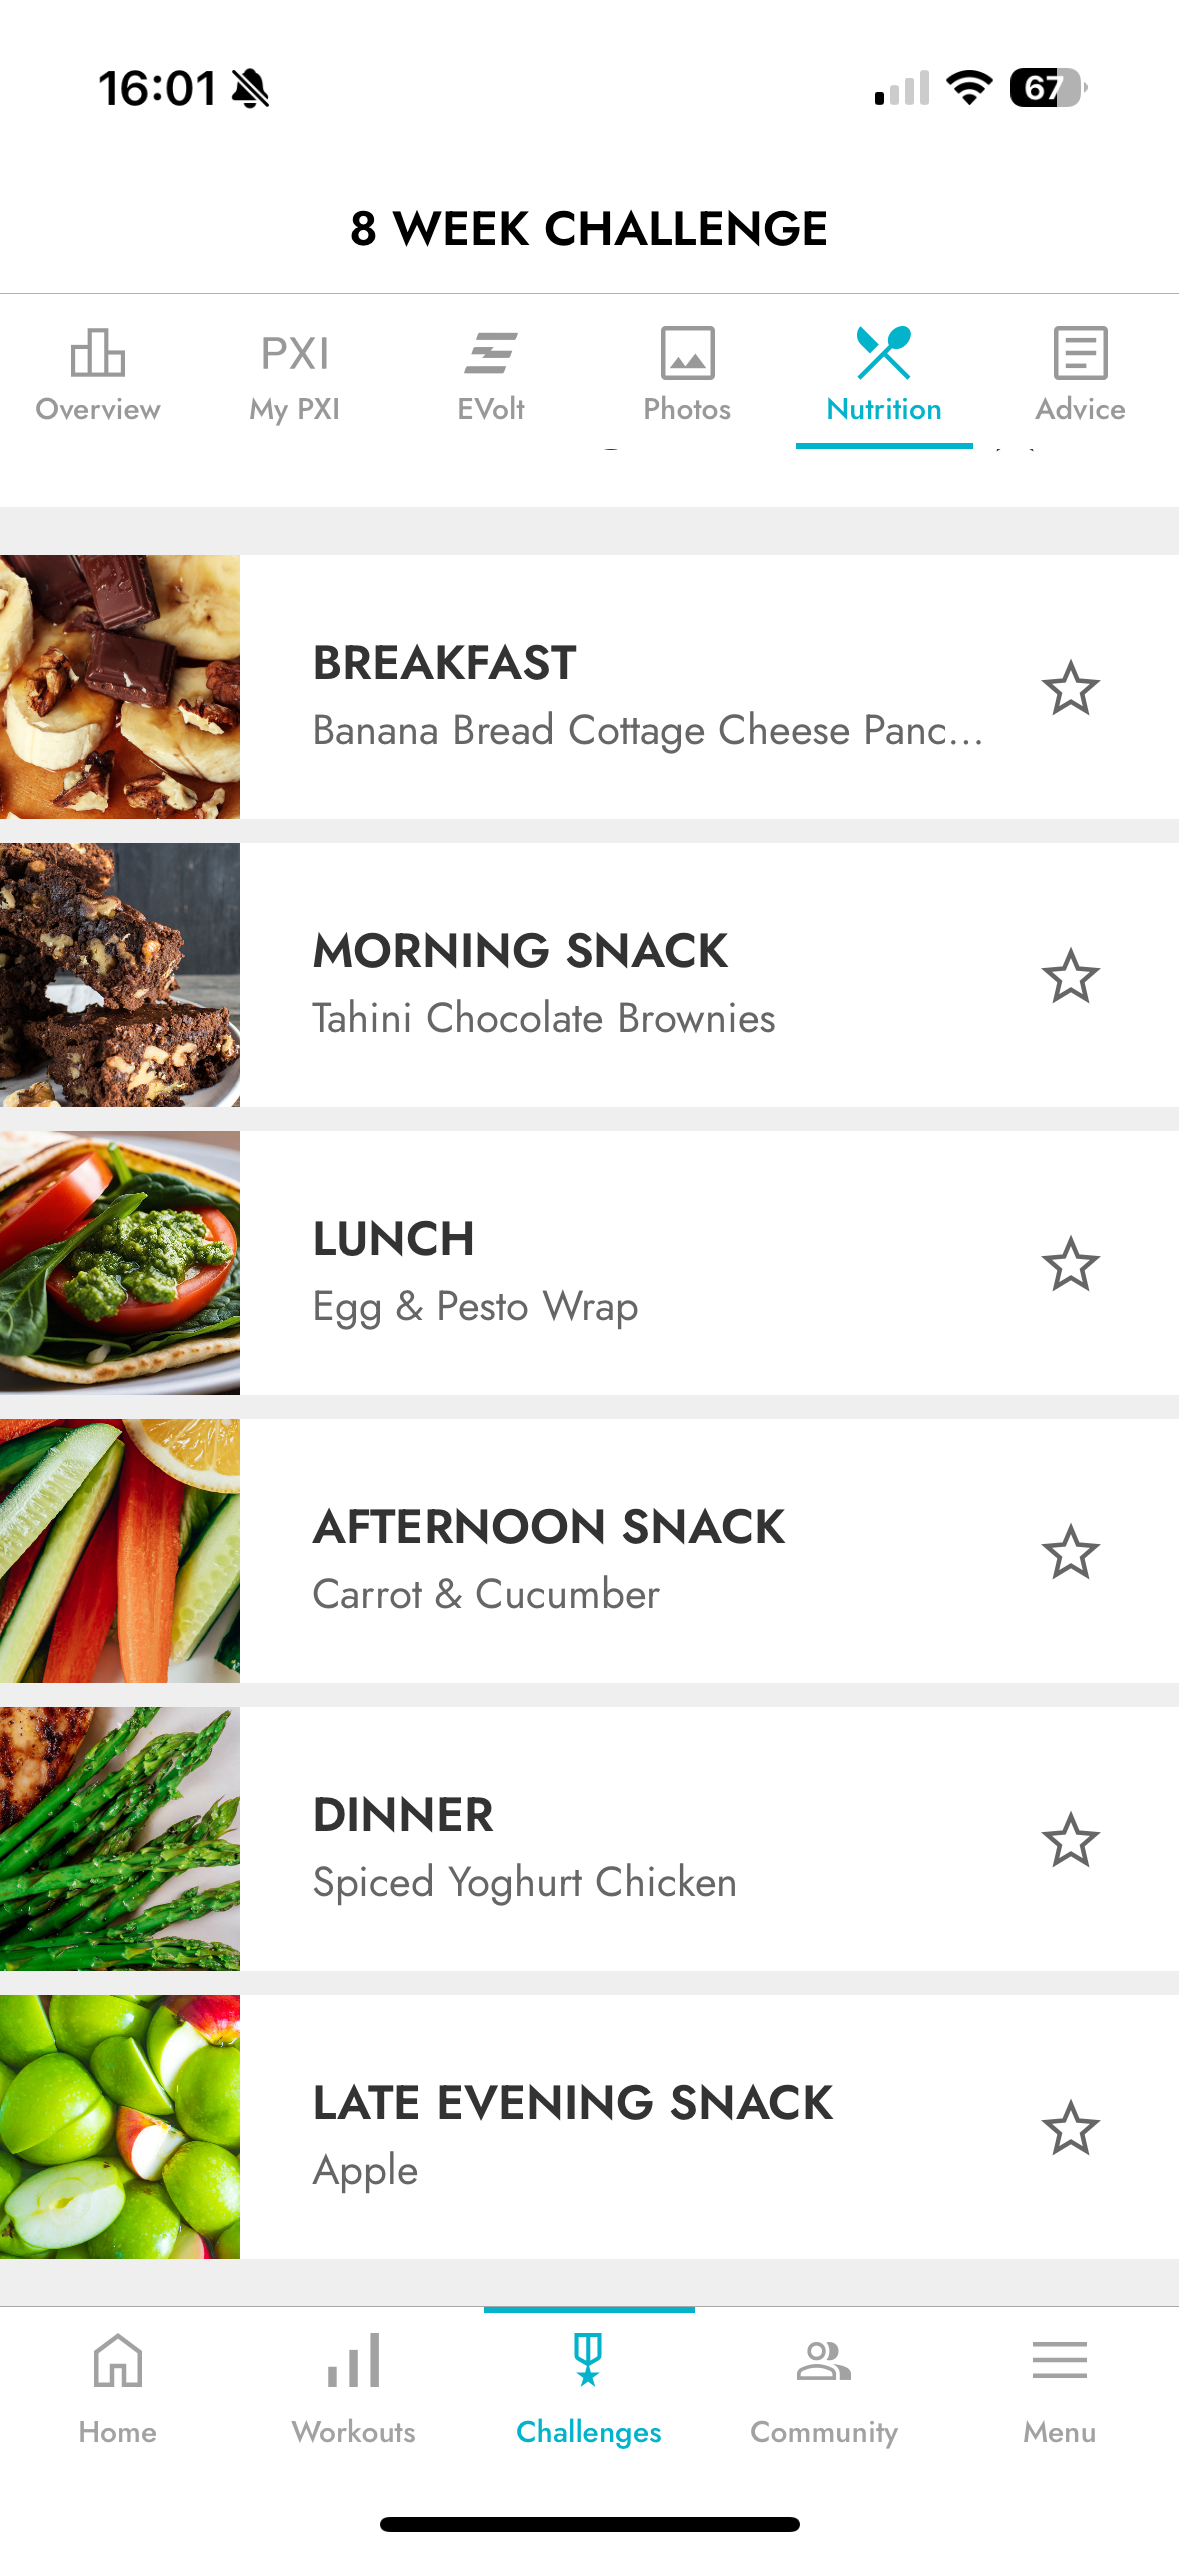 16:01
67
8 WEEK CHALLENGE
PXI
Overview
My PXI
EVolt
Photos
Nutrition
Advice
BREAKFAST
Banana Bread Cottage Cheese Panc...
MORNING SNACK
Tahini Chocolate Brownies
LUNCH
Egg & Pesto Wrap
AFTERNOON SNACK
Carrot & Cucumber
DINNER
Spiced Yoghurt Chicken
LATE EVENING SNACK
Apple
Home
Workouts
Challenges
Community
Menu